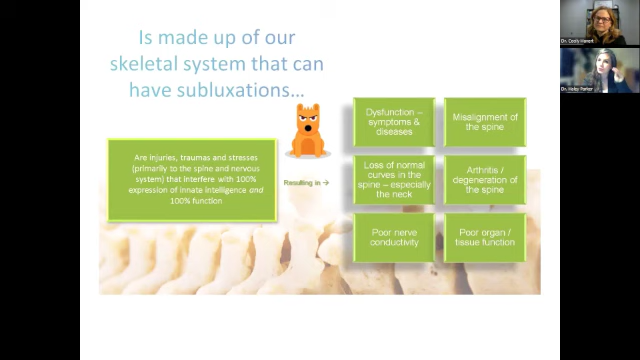 Is made up of our
skeletal system that can
have subluxations…
Are injuries, traumas and stresses
(primarily to the spine and nervous
system) that interfere with 100%
expression of innate intelligence and
100% function
Resulting in →
Dysfunction –
symptoms &
diseases
Misalignment of
the spine
Loss of normal
curves in the
spine – especially
the neck
Arthritis /
degeneration of
the spine
Poor nerve
conductivity
Poor organ /
tissue function
Dr.
Dr. Haley Parker